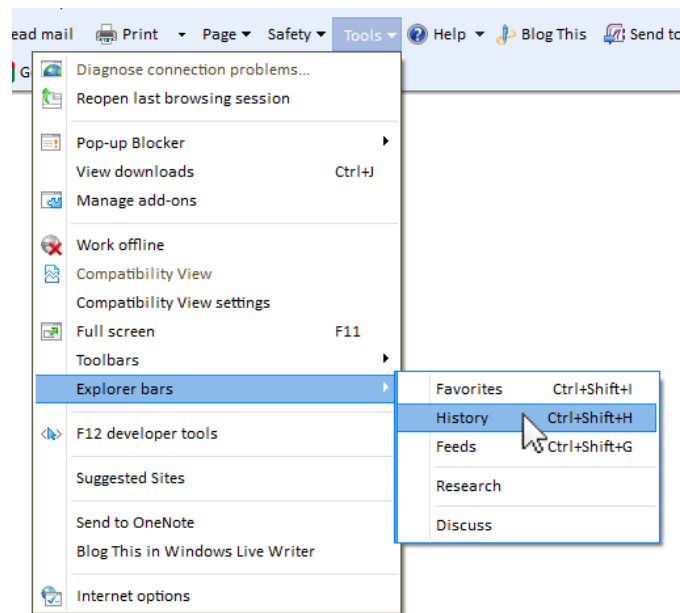 ead mail Print Page Safety Tools Help Blog This Send to
G
Diagnose connection problems...
Reopen last browsing session
Pop-up Blocker
View downloads Ctrl+J
Manage add-ons
Work offline
Compatibility View
Compatibility View settings
Full screen F11
Toolbars
Explorer bars
Favorites Ctrl+Shift+I
History Ctrl+Shift+H
Feeds Ctrl+Shift+G
Research
Discuss
F12 developer tools
Suggested Sites
Send to OneNote
Blog This in Windows Live Writer
Internet options